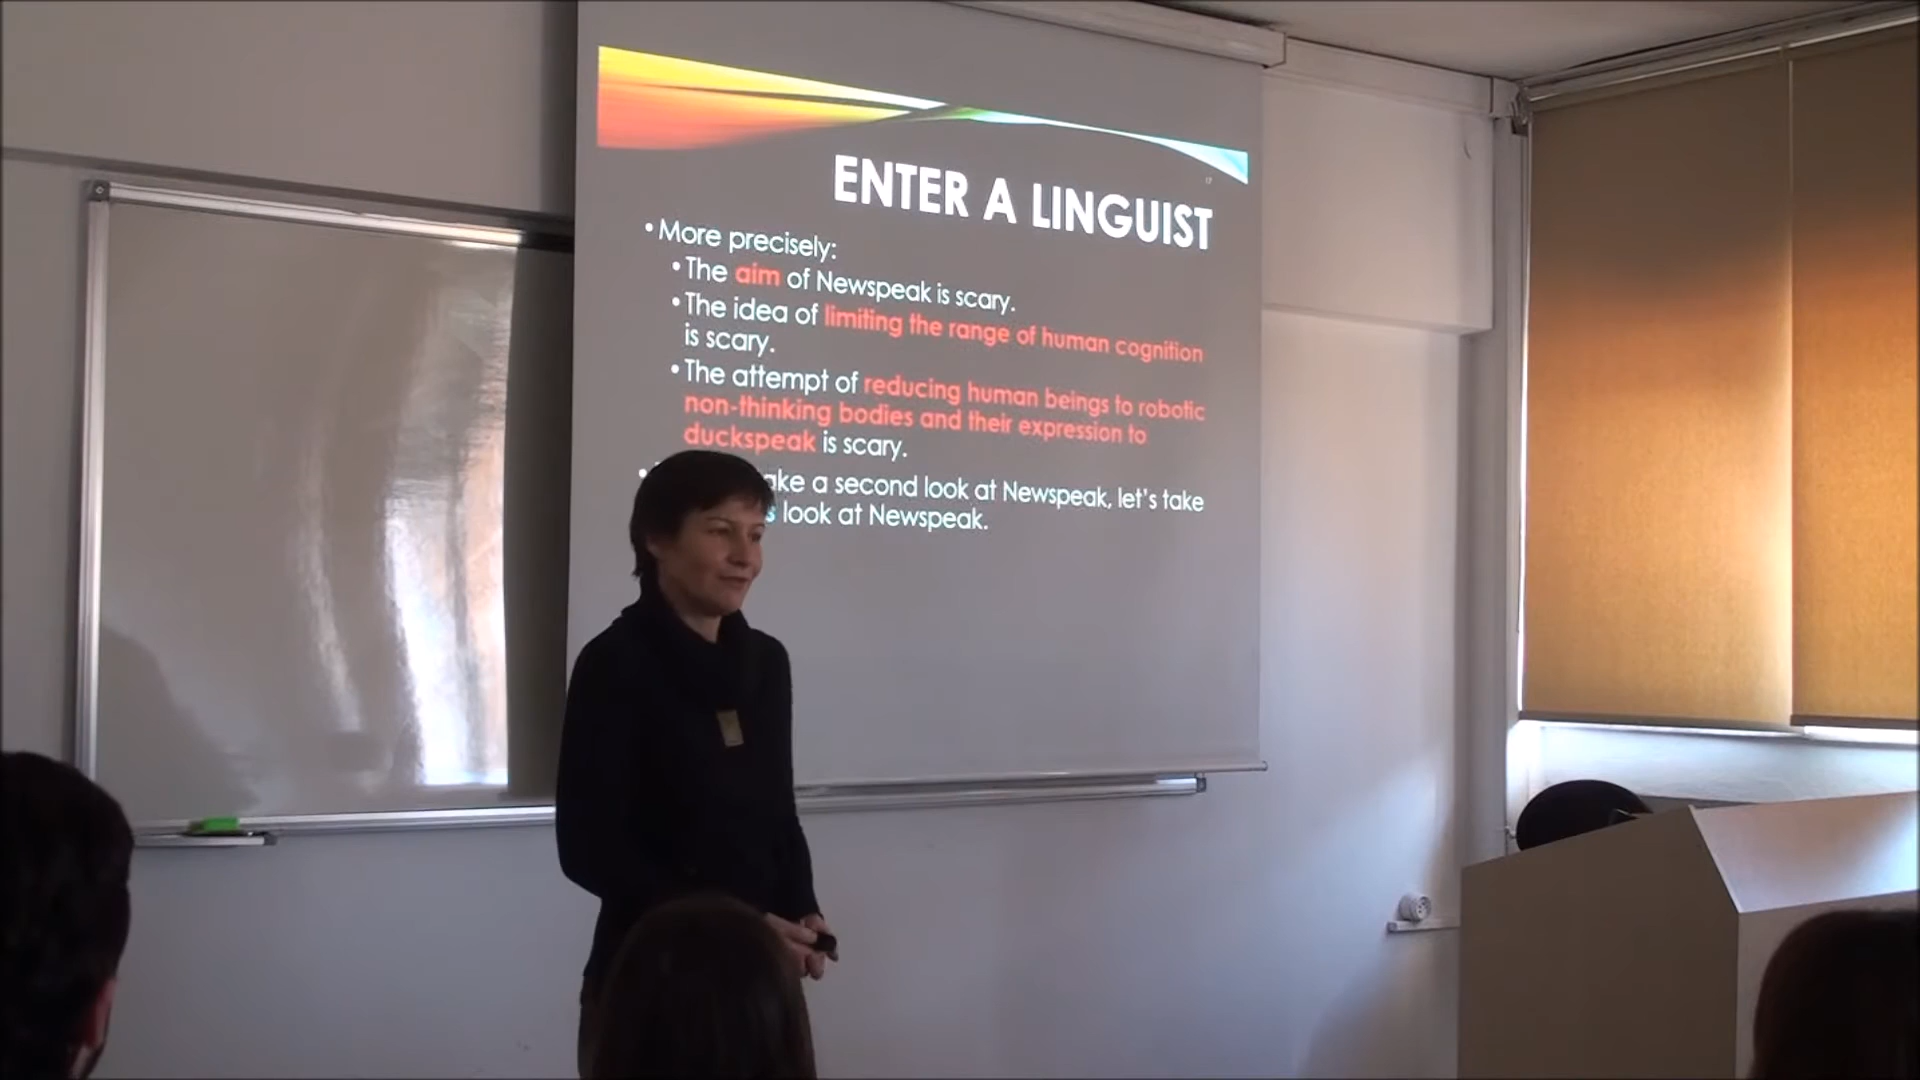 ENTER A LINGUIST
• More precisely:
• The aim of Newspeak is scary.
• The idea of limiting the range of human cognition
is scary.
• The attempt of reducing human beings to robotic
non-thinking bodies and their expression to
duckspeak is scary.
• a second look at Newspeak, let's take
look at Newspeak.